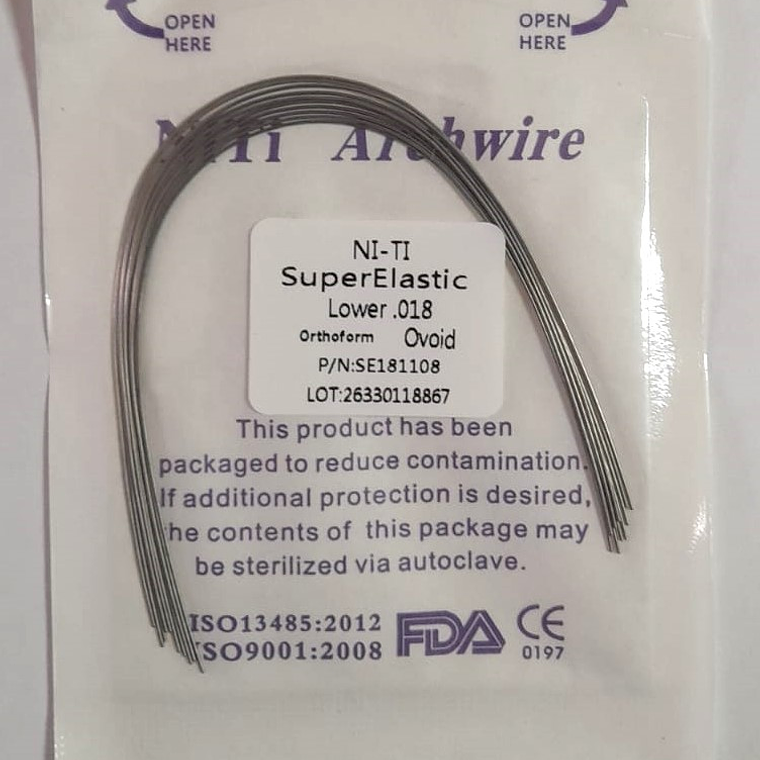 OPEN HERE
OPEN HERE
NiTi Archwire
NI-TI
SuperElastic
Lower .018
Orthoform Ovoid
P/N:SE181108
LOT:26330118867
This product has been
packaged to reduce contamination.
If additional protection is desired,
the contents of this package may
be sterilized via autoclave.
ISO13485:2012
ISO9001:2008
FDA CE
0197